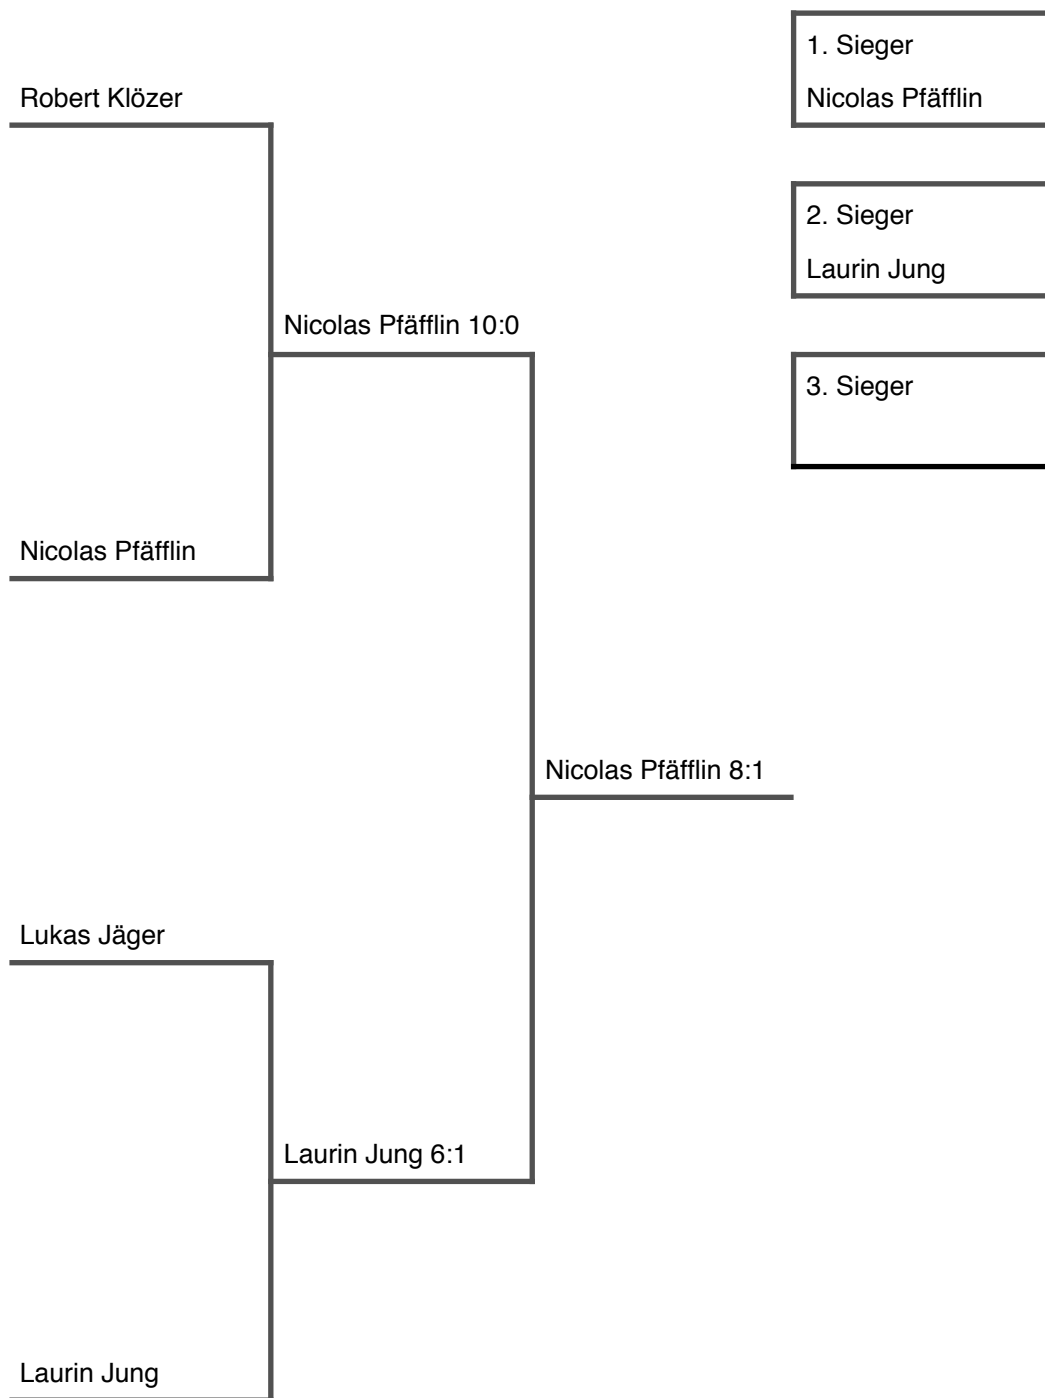 1. Sieger
Nicolas Pfäfflin
Robert Klözer
2. Sieger
Laurin Jung
Nicolas Pfäfflin 10:0
3. Sieger
Nicolas Pfäfflin
Nicolas Pfäfflin 8:1
Lukas Jäger
Laurin Jung 6:1
Laurin Jung